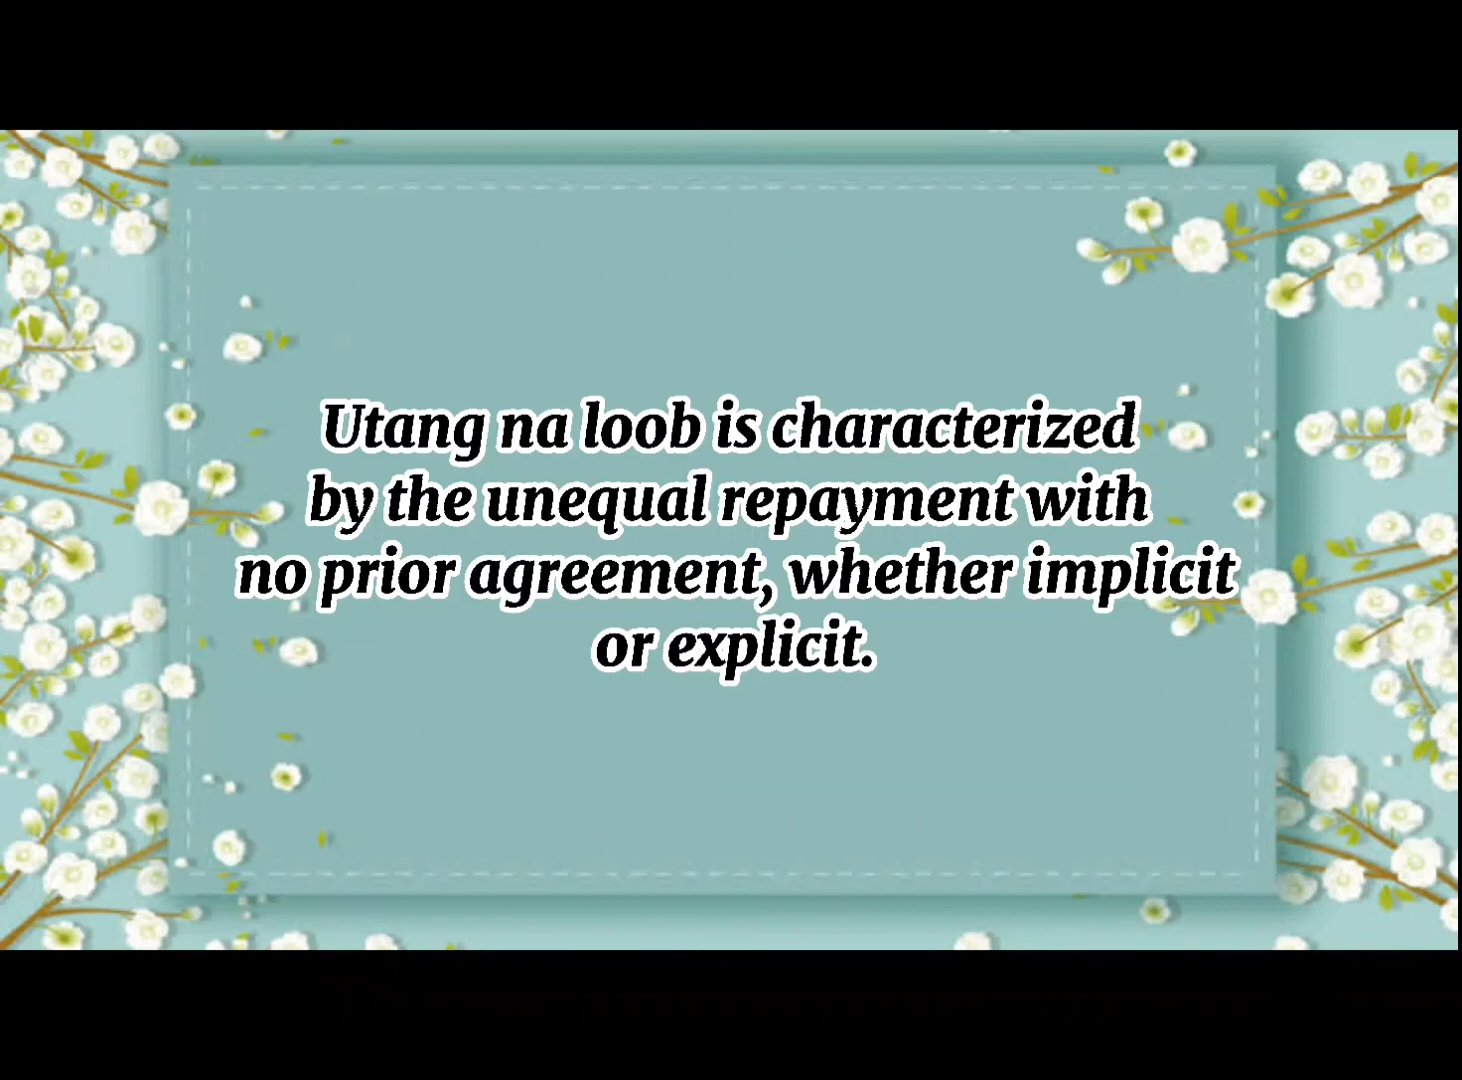 Utang na loob is characterized
by the unequal repayment with
no prior agreement, whether implicit
or explicit.